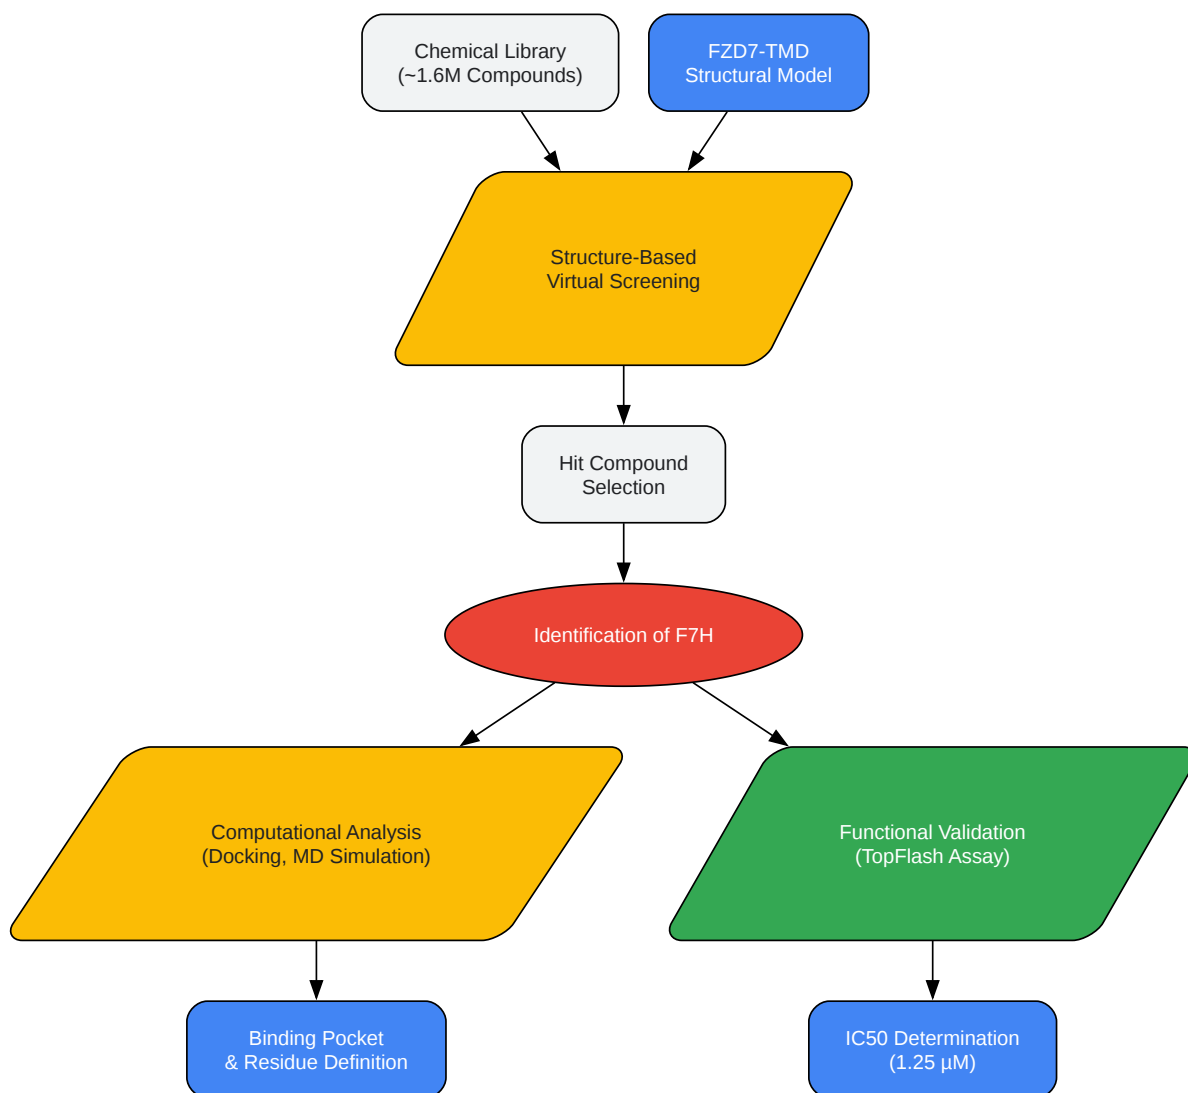 Chemical Library
(~1.6M Compounds)
FZD7-TMD
Structural Model
Structure-Based
Virtual Screening
Hit Compound
Selection
Identification of F7H
Computational Analysis
(Docking, MD Simulation)
Functional Validation
(TopFlash Assay)
Binding Pocket
& Residue Definition
IC50 Determination
(1.25 µM)